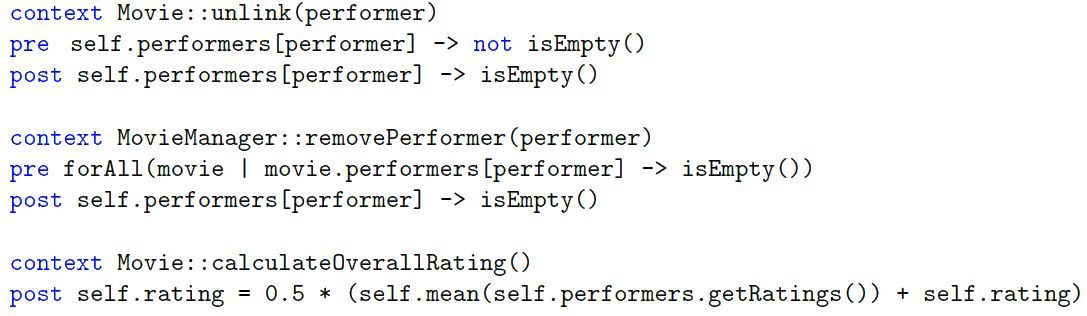 context Movie::unlink(performer)
pre self.performers[performer] -> not isEmpty()
post self.performers[performer] -> isEmpty()
context MovieManager::removePerformer(performer)
pre forAll(movie | movie.performers[performer] -> isEmpty())
post self.performers[performer] -> isEmpty()
context Movie::calculateOverallRating()
post self.rating = 0.5 * (self.mean(self.performers.getRatings()) + self.rating)